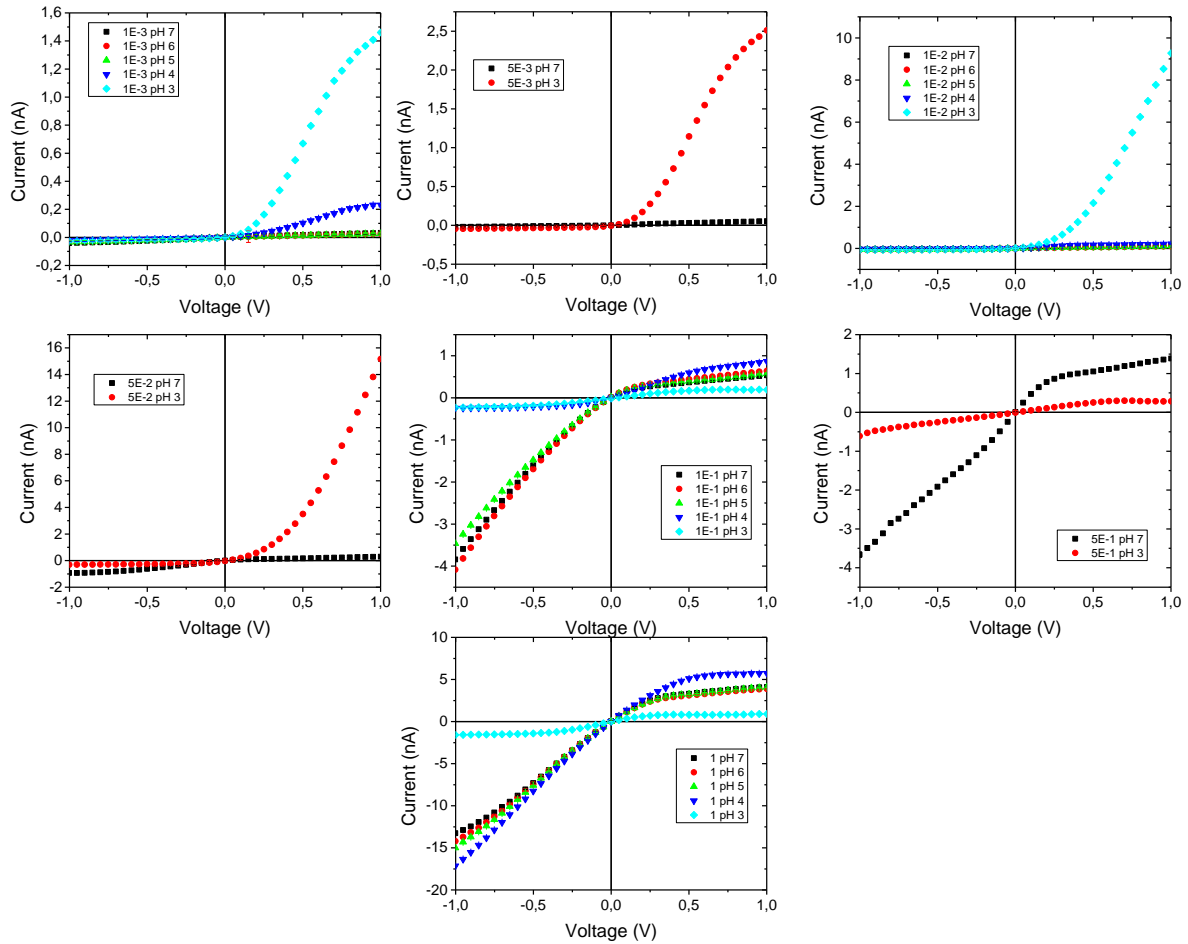 1,6
1,4
1,2
1,0
0,8
0,6
0,4
0,2
0,0
-0,2
Current (nA)
1E-3 pH 7
1E-3 pH 6
1E-3 pH 5
1E-3 pH 4
1E-3 pH 3
-1,0 -0,5 0,0 0,5 1,0
Voltage (V)
2,5
2,0
1,5
1,0
0,5
0,0
-0,5
Current (nA)
5E-3 pH 7
5E-3 pH 3
-1,0 -0,5 0,0 0,5 1,0
Voltage (V)
10
8
6
4
2
0
Current (nA)
1E-2 pH 7
1E-2 pH 6
1E-2 pH 5
1E-2 pH 4
1E-2 pH 3
-1,0 -0,5 0,0 0,5 1,0
Voltage (V)
16
14
12
10
8
6
4
2
0
-2
Current (nA)
5E-2 pH 7
5E-2 pH 3
-1,0 -0,5 0,0 0,5 1,0
Voltage (V)
1
0
-1
-2
-3
-4
Current (nA)
1E-1 pH 7
1E-1 pH 6
1E-1 pH 5
1E-1 pH 4
1E-1 pH 3
-1,0 -0,5 0,0 0,5 1,0
Voltage (V)
2
1
0
-1
-2
-3
-4
Current (nA)
5E-1 pH 7
5E-1 pH 3
-1,0 -0,5 0,0 0,5 1,0
Voltage (V)
10
5
0
-5
-10
-15
-20
Current (nA)
1 pH 7
1 pH 6
1 pH 5
1 pH 4
1 pH 3
-1,0 -0,5 0,0 0,5 1,0
Voltage (V)